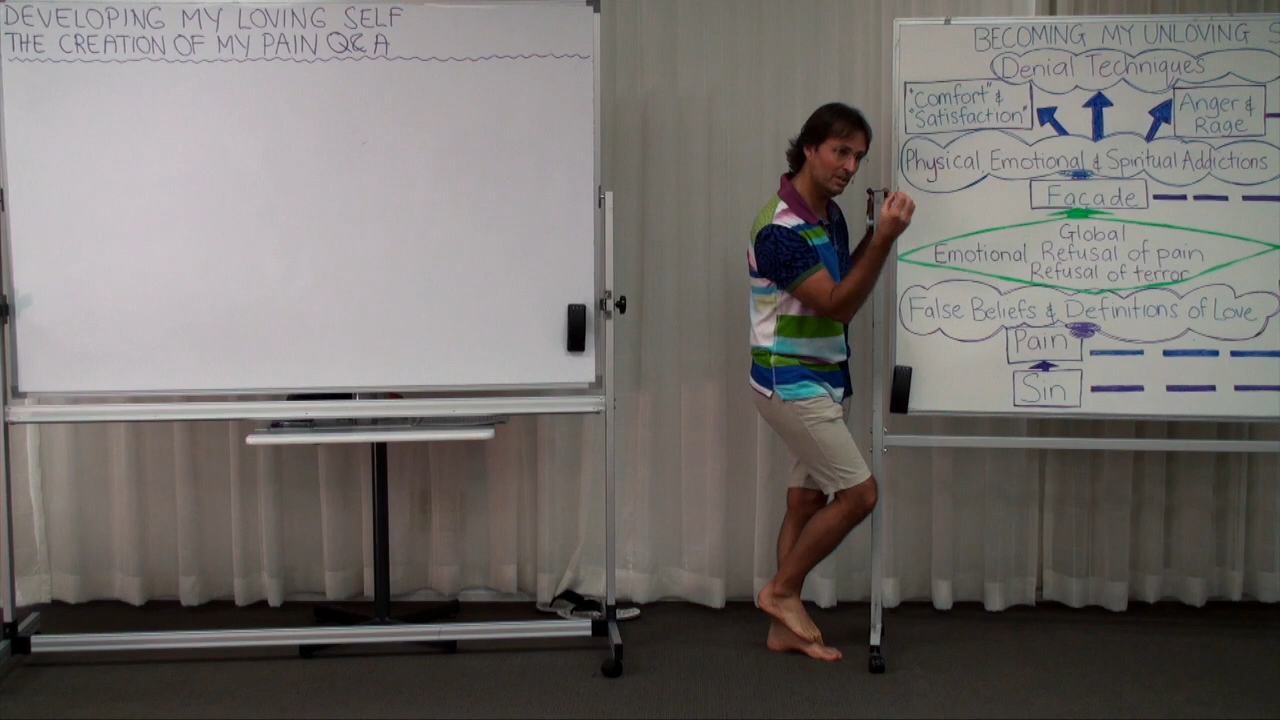 DEVELOPING MY LOVING SELF
THE CREATION OF MY PAIN Q&A
BECOMING MY UNLOVING S
Denial Techniques
"Comfort" &
"Satisfaction"
Anger &
Rage
Physical, Emotional & Spiritual Addictions
Façade
Global
Emotional Refusal of pain
Refusal of terror
False Beliefs & Definitions of Love
Pain
Sin